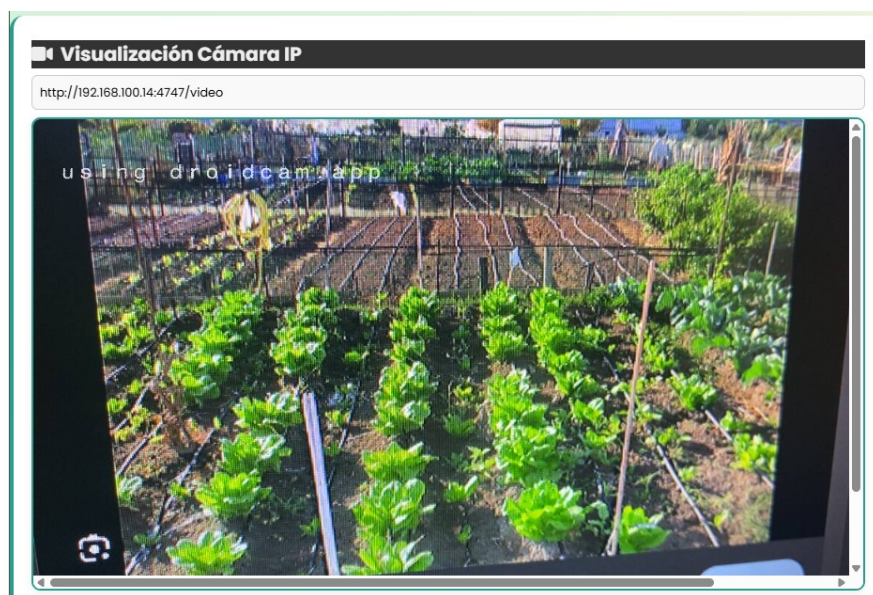 Visualización Cámara IP
http://192.168.100.14:4747/video
using droidcam app